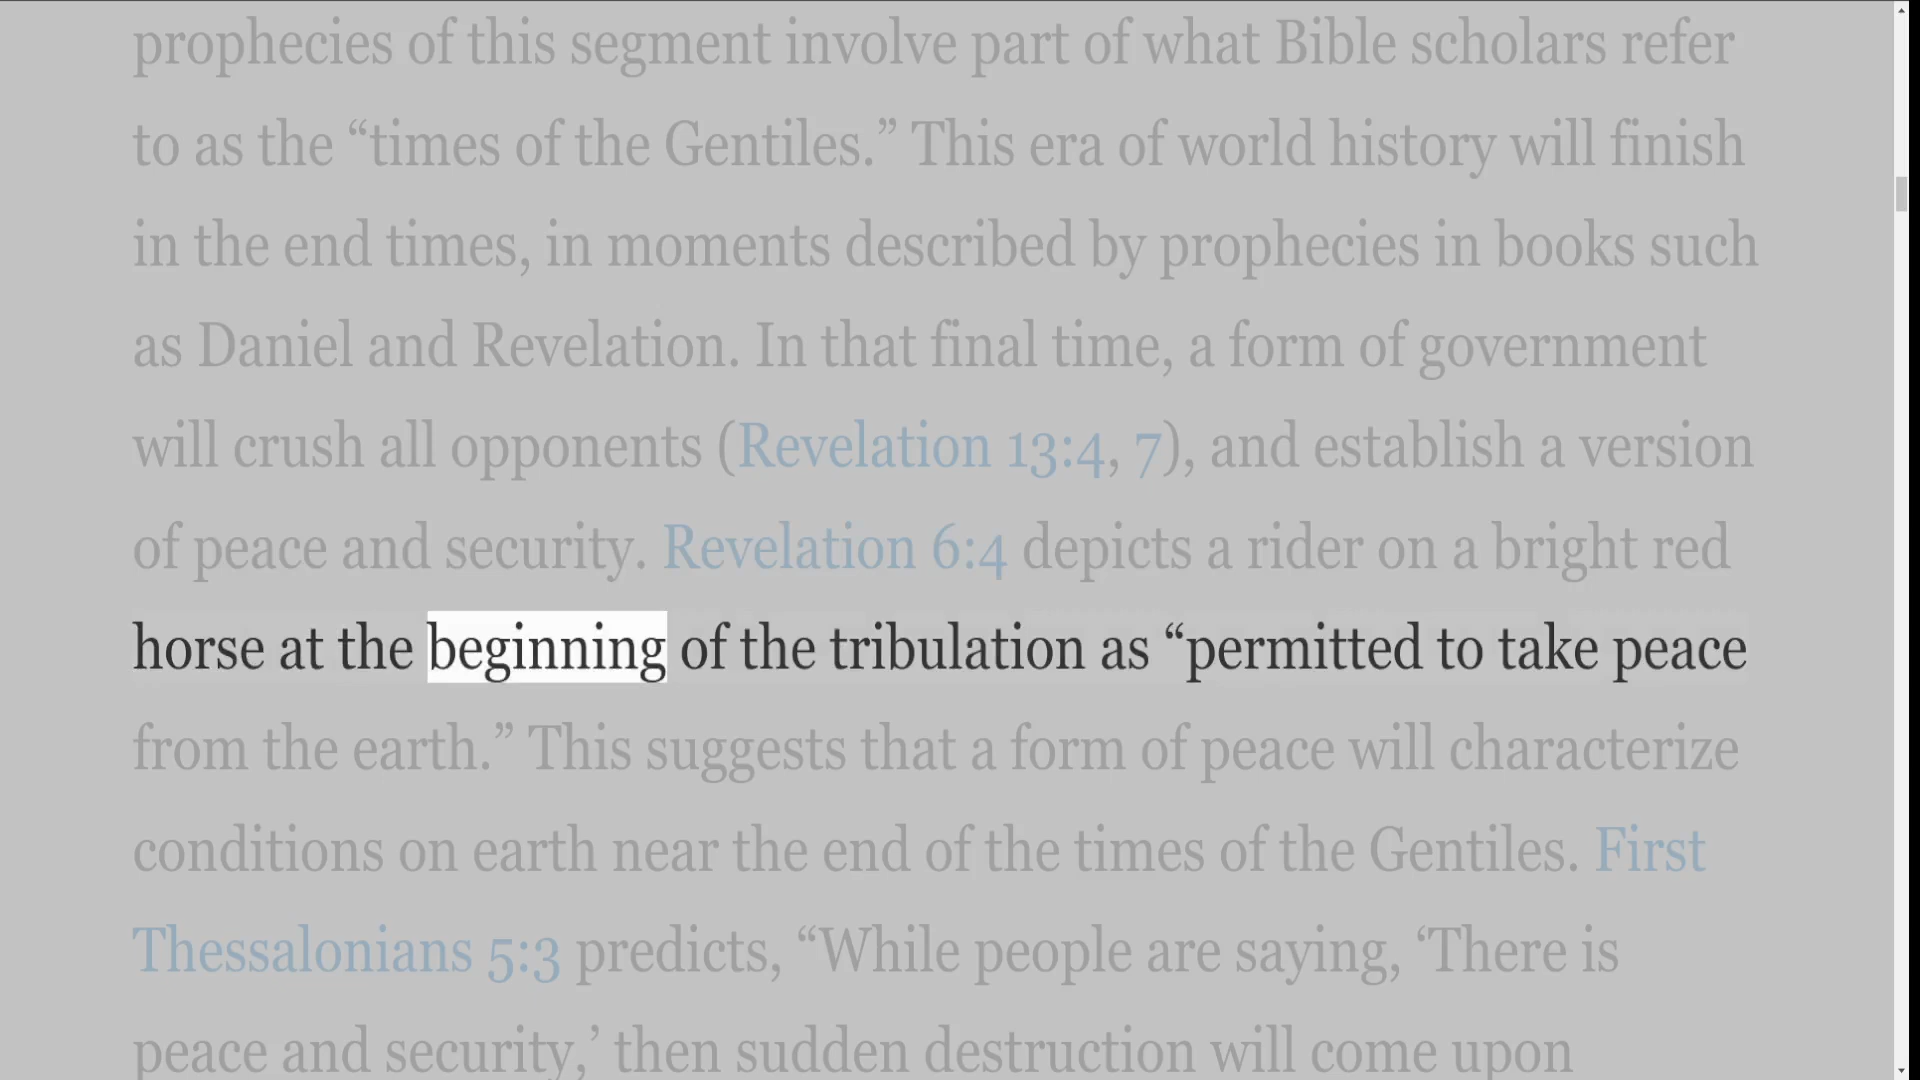 prophecies of this segment involve part of what Bible scholars refer
to as the “times of the Gentiles.” This era of world history will finish
in the end times, in moments described by prophecies in books such
as Daniel and Revelation. In that final time, a form of government
will crush all opponents (Revelation 13:4, 7), and establish a version
of peace and security. Revelation 6:4 depicts a rider on a bright red
horse at the beginning of the tribulation as “permitted to take peace
from the earth.” This suggests that a form of peace will characterize
conditions on earth near the end of the times of the Gentiles. First
Thessalonians 5:3 predicts, “While people are saying, ‘There is
peace and security,’ then sudden destruction will come upon